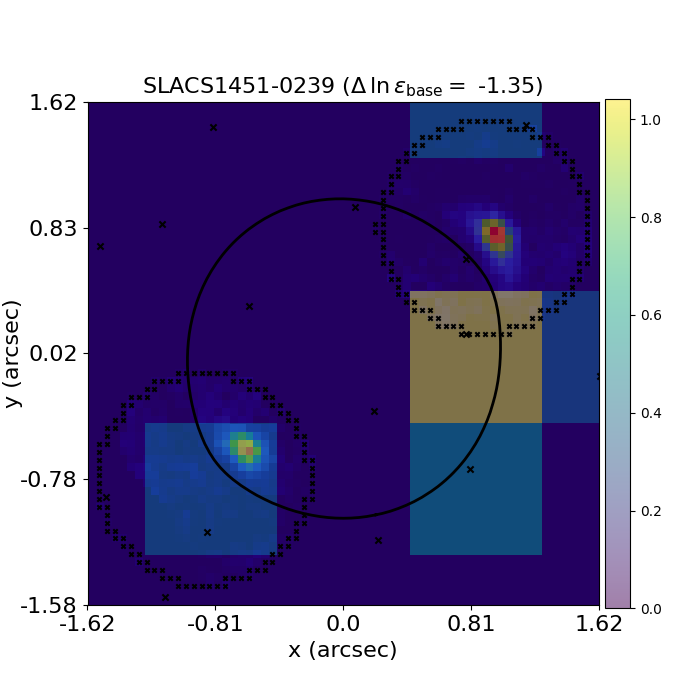 SLACS1451-0239 (Δ ln ε_base = -1.35)
1.62
0.83
0.02
-0.78
-1.58
y (arcsec)
-1.62 -0.81 0.0 0.81 1.62
x (arcsec)
1.0
0.8
0.6
0.4
0.2
0.0